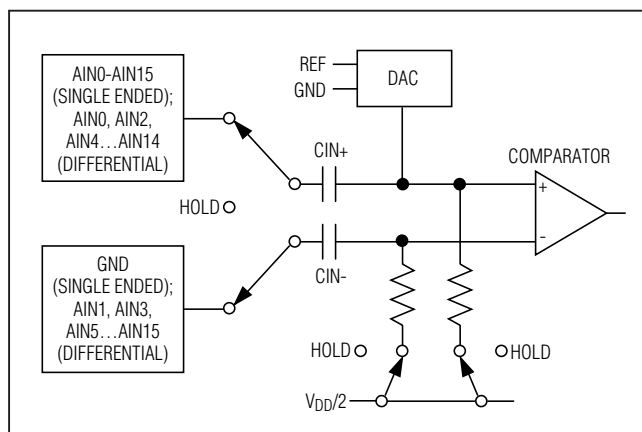 AIN0-AIN15
(SINGLE ENDED);
AIN0, AIN2,
AIN4…AIN14
(DIFFERENTIAL)
REF
GND
DAC
CIN+
COMPARATOR
+
-
HOLD
CIN-
GND
(SINGLE ENDED);
AIN1, AIN3,
AIN5…AIN15
(DIFFERENTIAL)
HOLD
HOLD
VDD/2